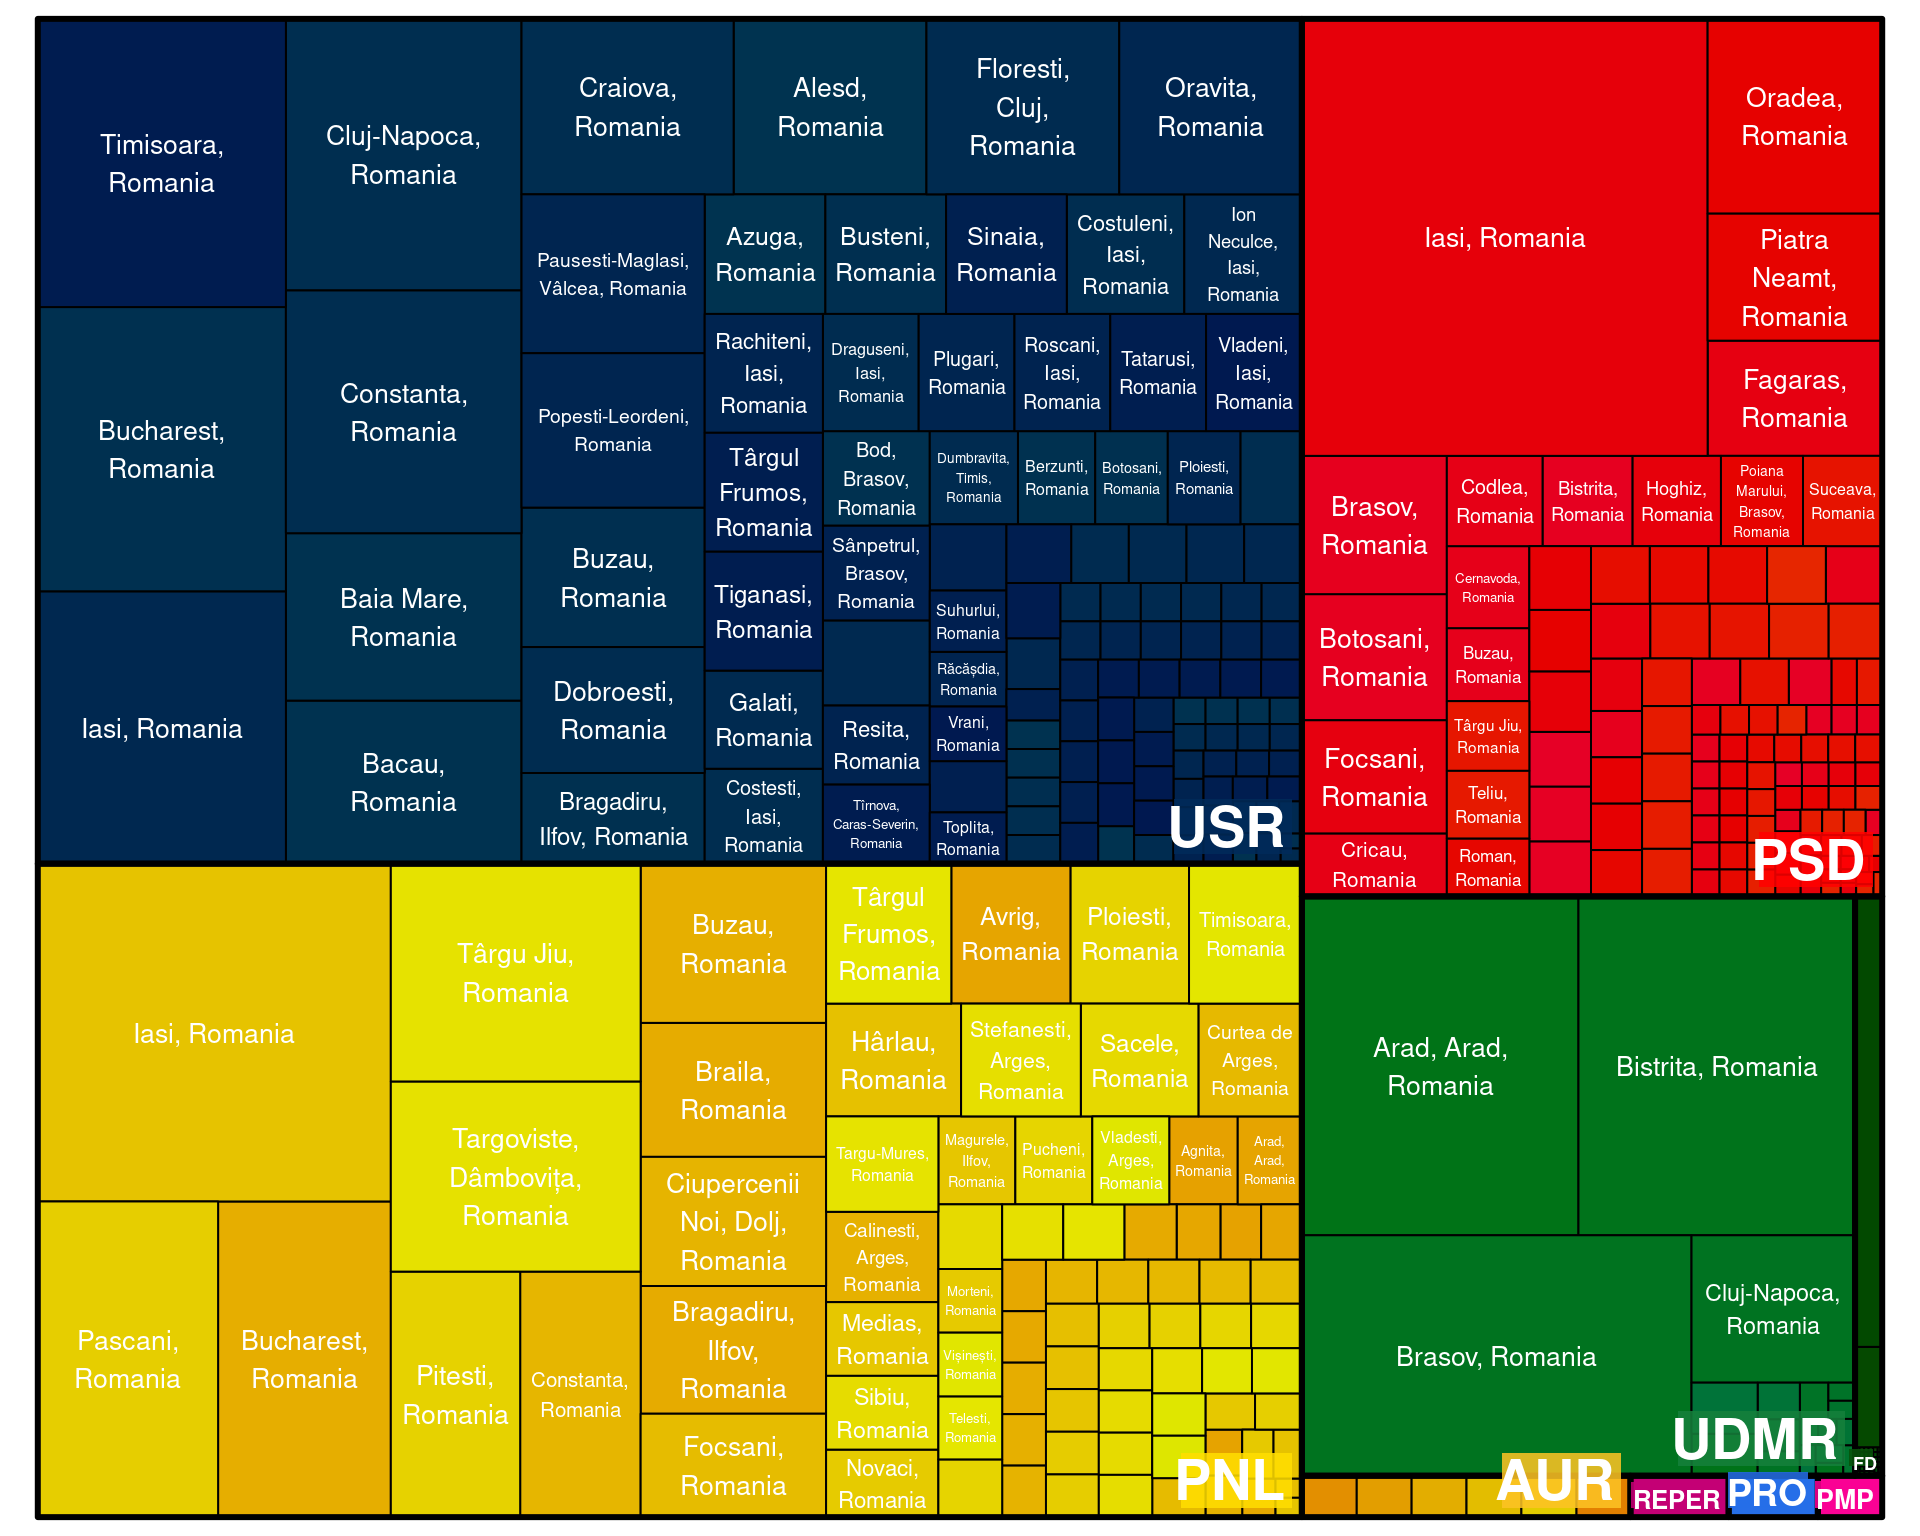 Timisoara,
Romania
Bucharest,
Romania
Iasi, Romania
Cluj-Napoca,
Romania
Constanta,
Romania
Baia Mare,
Romania
Bacau,
Romania
Craiova,
Romania
Alesd,
Romania
Floresti,
Cluj,
Romania
Oravita,
Romania
Pausesti-Maglasi,
Vâlcea, Romania
Popesti-Leordeni,
Romania
Buzau,
Romania
Dobroesti,
Romania
Bragadiru,
Ilfov, Romania
Azuga,
Romania
Busteni,
Romania
Sinaia,
Romania
Costuleni,
Iasi,
Romania
Ion
Neculce,
Iasi,
Romania
Rachiteni,
Iasi,
Romania
Târgul
Frumos,
Romania
Tiganasi,
Romania
Galati,
Romania
Costesti,
Iasi,
Romania
Draguseni,
Iasi,
Romania
Plugari,
Romania
Roscani,
Iasi,
Romania
Tatarusi,
Romania
Vladeni,
Iasi,
Romania
Bod,
Brasov,
Romania
Sânpetrul,
Brasov,
Romania
Resita,
Romania
Tîrnova,
Caras-Severin,
Romania
Dumbravita,
Timis,
Romania
Berzunti,
Romania
Botosani,
Romania
Ploiesti,
Romania
Suhurlui,
Romania
Răcășdia,
Romania
Vrani,
Romania
Toplita,
Romania
USR
Iasi, Romania
Oradea,
Romania
Piatra
Neamt,
Romania
Fagaras,
Romania
Brasov,
Romania
Botosani,
Romania
Focsani,
Romania
Cricau,
Romania
Codlea,
Romania
Bistrita,
Romania
Hoghiz,
Romania
Poiana
Marului,
Brasov,
Romania
Suceava,
Romania
Cernavoda,
Romania
Buzau,
Romania
Târgu Jiu,
Romania
Teliu,
Romania
Roman,
Romania
PSD
Iasi, Romania
Pascani,
Romania
Bucharest,
Romania
Târgu Jiu,
Romania
Targoviste,
Dâmbovița,
Romania
Pitesti,
Romania
Constanta,
Romania
Buzau,
Romania
Braila,
Romania
Ciupercenii
Noi, Dolj,
Romania
Bragadiru,
Ilfov,
Romania
Focsani,
Romania
Târgul
Frumos,
Romania
Avrig,
Romania
Ploiesti,
Romania
Timisoara,
Romania
Hârlau,
Romania
Stefanesti,
Arges,
Romania
Sacele,
Romania
Curtea de
Arges,
Romania
Targu-Mures,
Romania
Calinesti,
Arges,
Romania
Medias,
Romania
Sibiu,
Romania
Novaci,
Romania
Magurele,
Ilfov,
Romania
Pucheni,
Romania
Vladesti,
Arges,
Romania
Agnita,
Romania
Arad,
Arad,
Romania
Morteni,
Romania
Vișinești,
Romania
Telesti,
Romania
PNL
Arad, Arad,
Romania
Bistrita, Romania
Brasov, Romania
Cluj-Napoca,
Romania
UDMR
FD
AUR
REPER
PRO
PMP